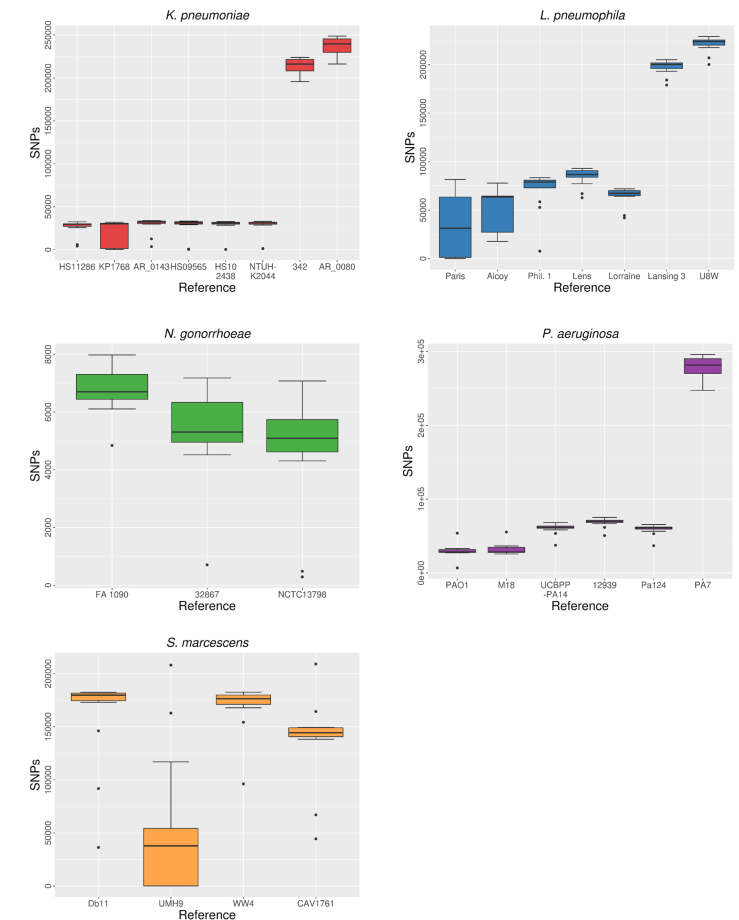 K. pneumoniae
SNPs
250000
200000
150000
100000
50000
0
HS11286 KP1768 AR_0143 HS09565 HS10 2438 NTUH-K2044 342 AR_0080
Reference
L. pneumophila
SNPs
200000
150000
100000
50000
0
Paris Alcoy Phil. 1 Lens Lorraine Lansing 3 U8W
Reference
N. gonorrhoeae
SNPs
8000
6000
4000
2000
0
FA 1090 32867 NCTC13798
Reference
P. aeruginosa
SNPs
3e+05
2e+05
1e+05
0e+00
PAO1 M18 UCBPP -PA14 12939 Pa124 PA7
Reference
S. marcescens
SNPs
200000
150000
100000
50000
0
Db11 UMH9 WW4 CAV1761
Reference